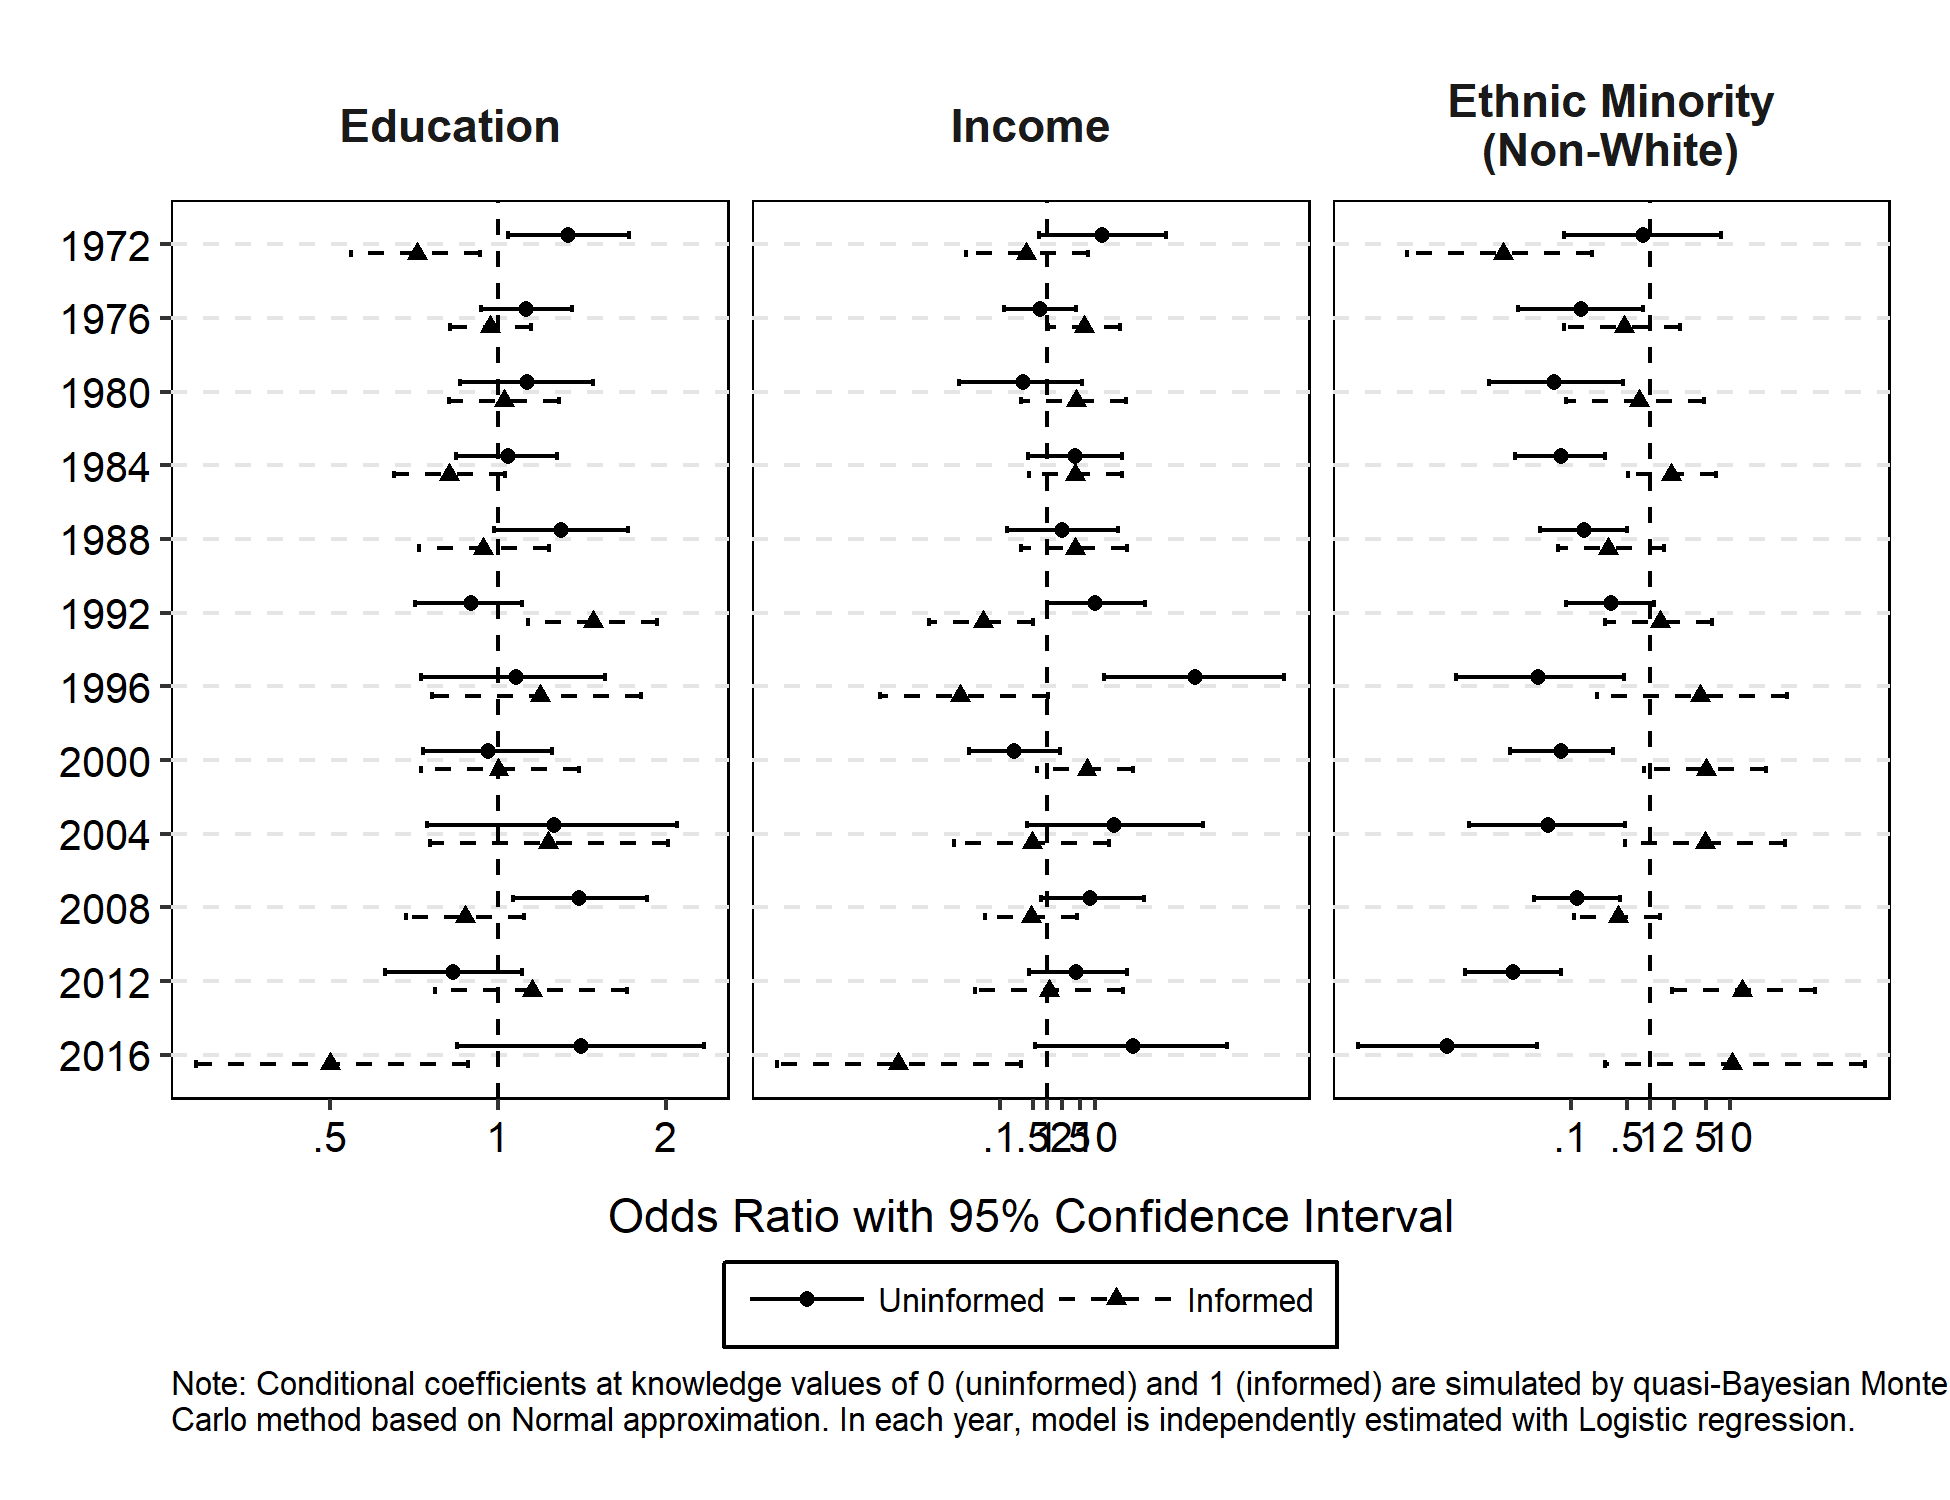 Education
Income
Ethnic Minority
(Non-White)
1972
1976
1980
1984
1988
1992
1996
2000
2004
2008
2012
2016
.5 1 2
.1 .5 1 2 5 10
.1 .5 1 2 5 10
Odds Ratio with 95% Confidence Interval
Uninformed Informed
Note: Conditional coefficients at knowledge values of 0 (uninformed) and 1 (informed) are simulated by quasi-Bayesian Monte
Carlo method based on Normal approximation. In each year, model is independently estimated with Logistic regression.